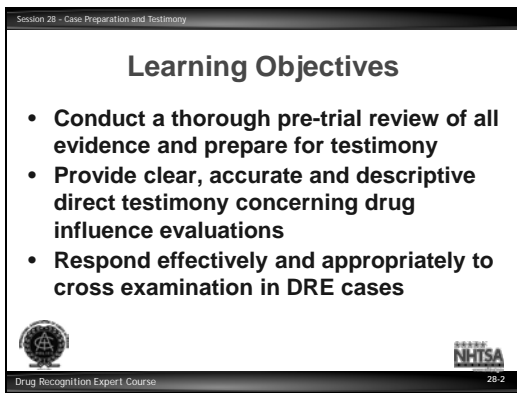 Session 28 – Case Preparation and Testimony
Learning Objectives
• Conduct a thorough pre-trial review of all
evidence and prepare for testimony
• Provide clear, accurate and descriptive
direct testimony concerning drug
influence evaluations
• Respond effectively and appropriately to
cross examination in DRE cases
NHTSA
Drug Recognition Expert Course
28-2